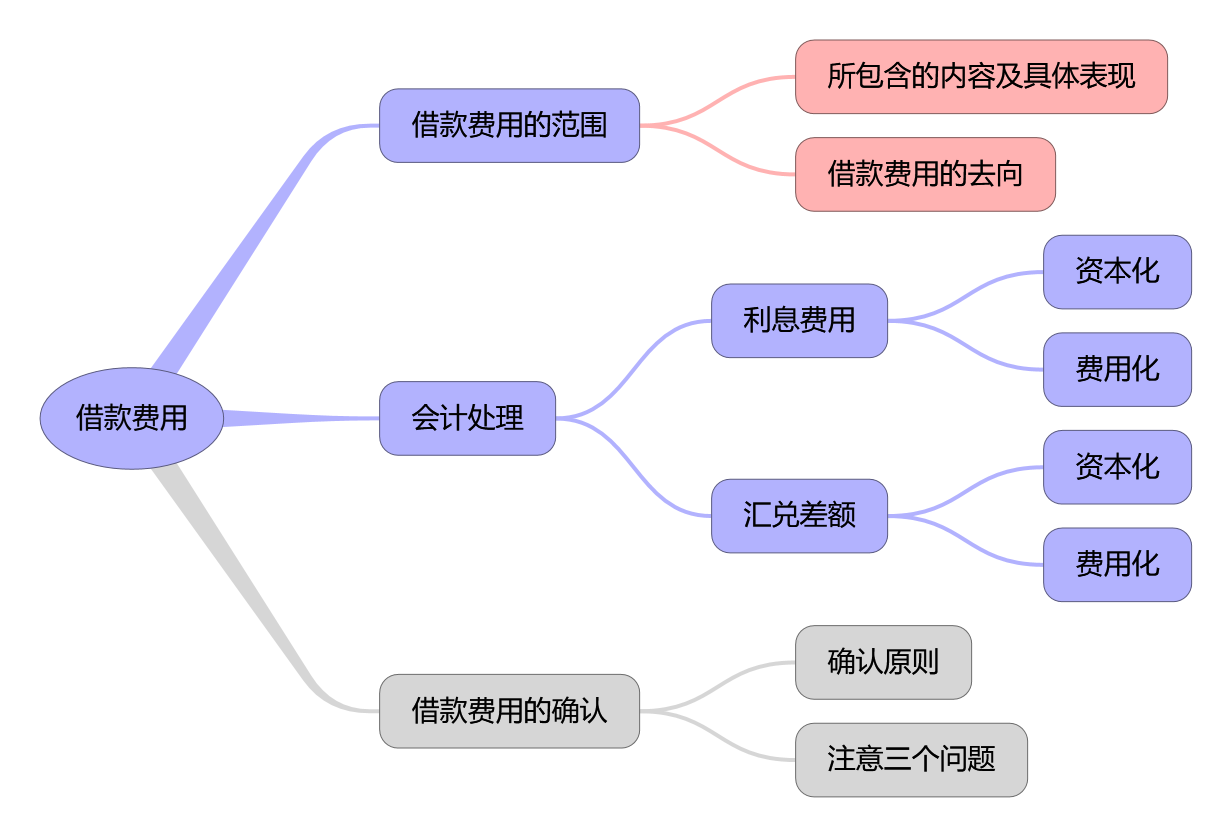 借款费用
借款费用的范围
所包含的内容及具体表现
借款费用的去向
会计处理
利息费用
资本化
费用化
汇兑差额
资本化
费用化
借款费用的确认
确认原则
注意三个问题